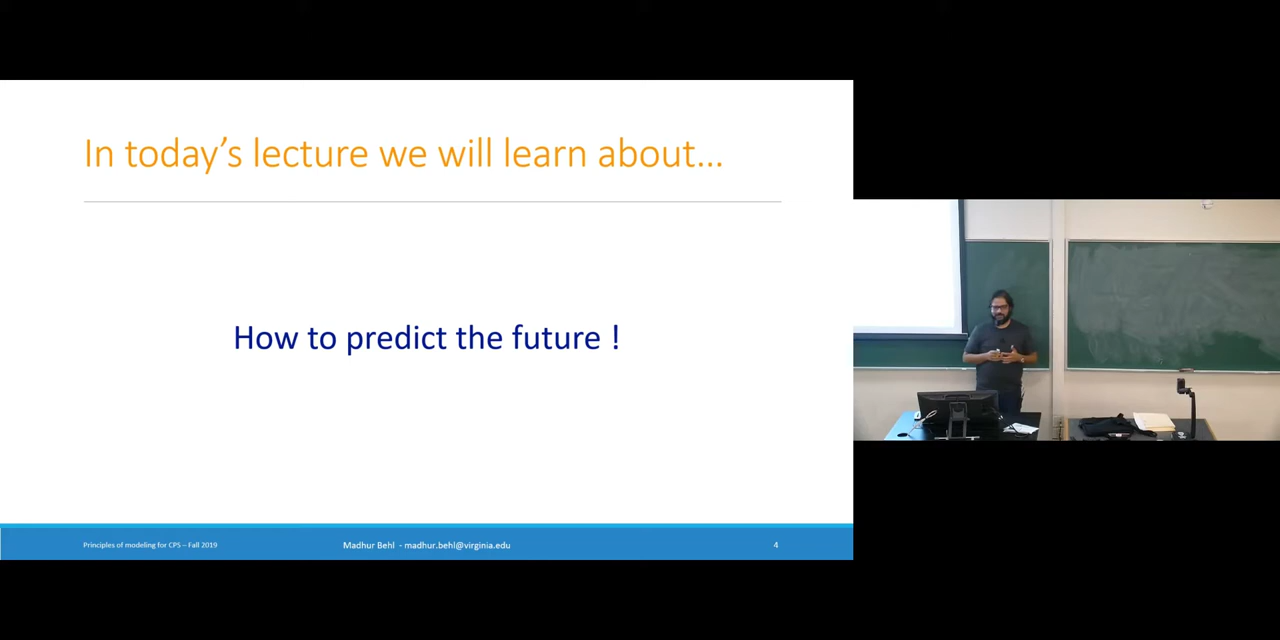 In today's lecture we will learn about...
How to predict the future !
Principles of modeling for CPS – Fall 2019
Madhur Behl - madhur.behl@virginia.edu
4